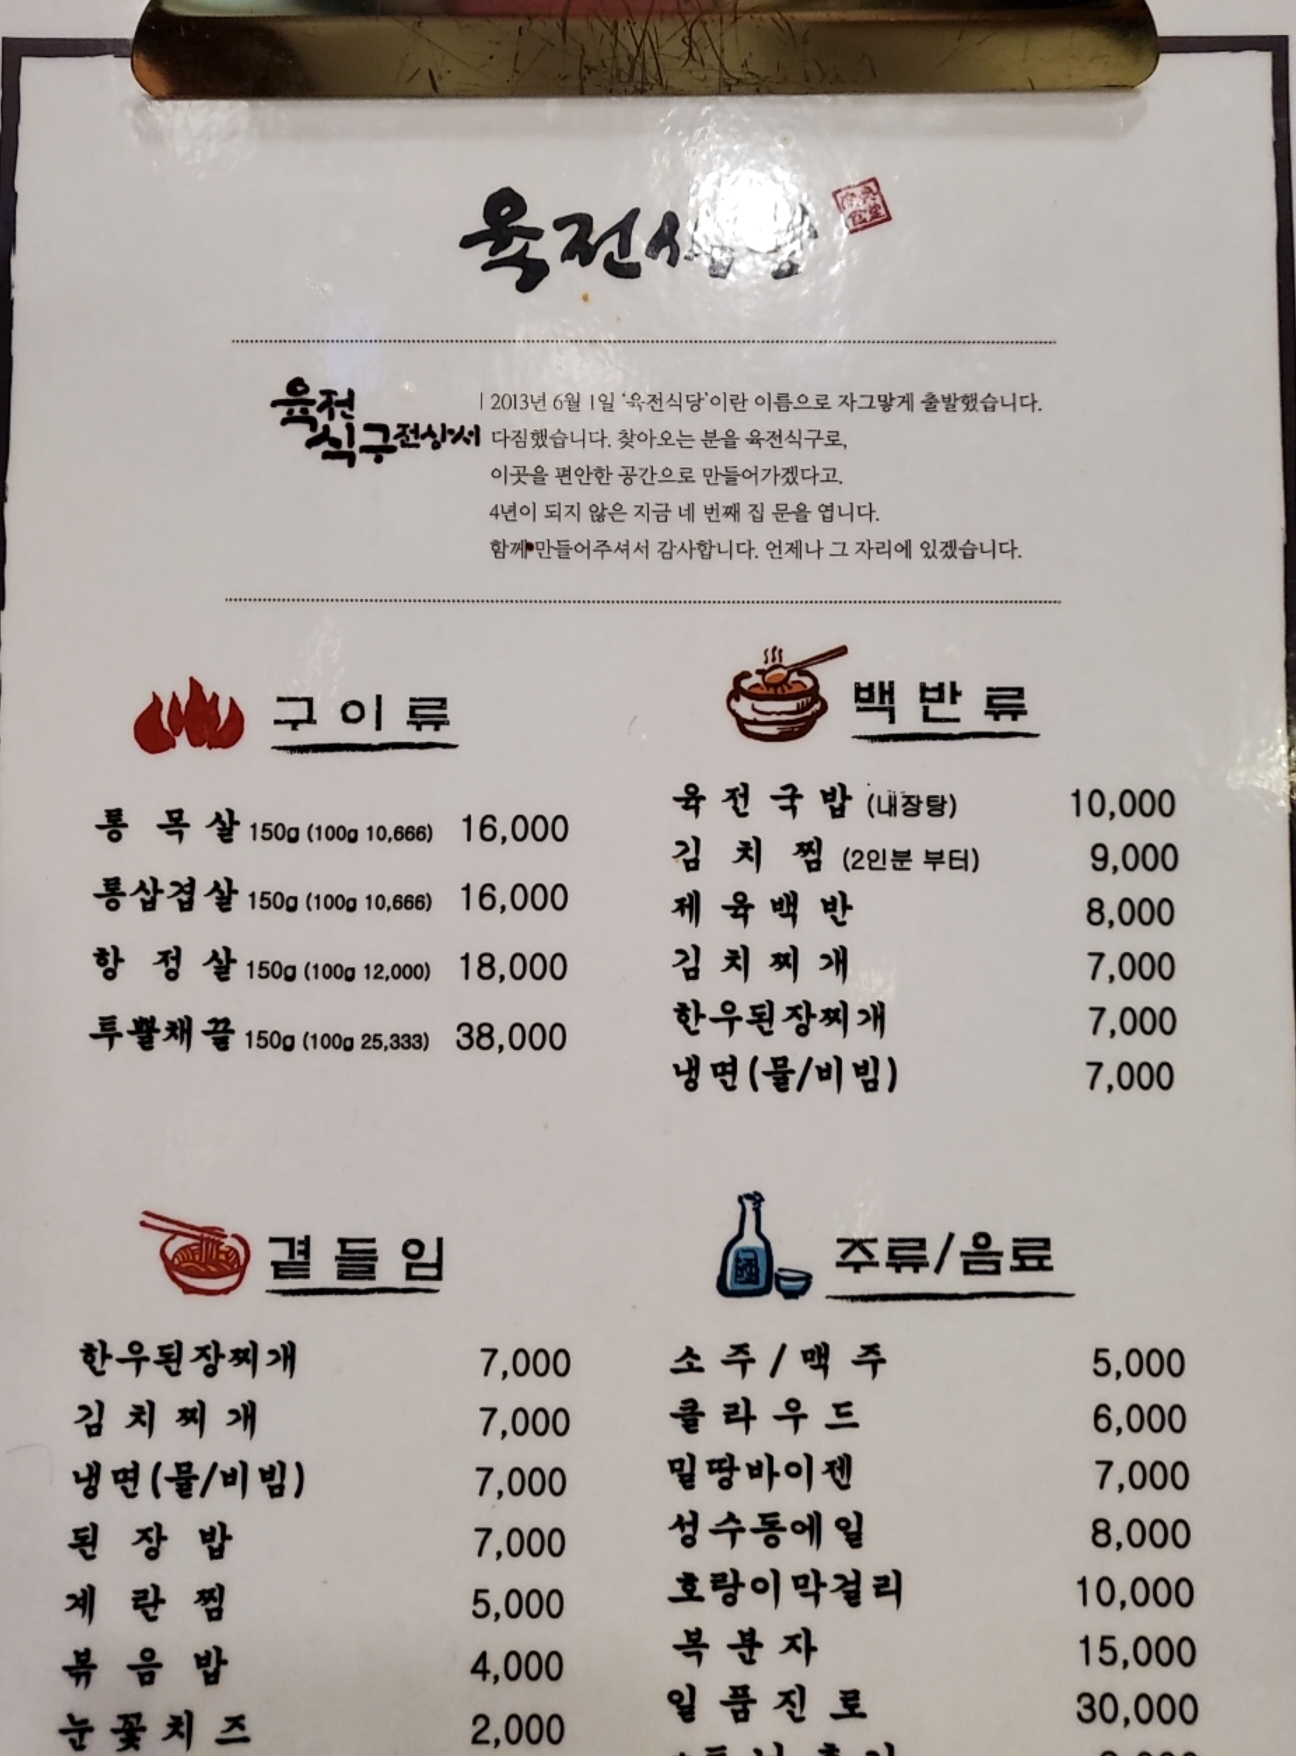 육전식당
육전
식구전상서
| 2013년 6월 1일 '육전식당'이란 이름으로 자그맣게 출발했습니다.
다짐했습니다. 찾아오는 분을 육전식구로,
이곳을 편안한 공간으로 만들어가겠다고.
4년이 되지 않은 지금 네 번째 집 문을 엽니다.
함께 만들어주셔서 감사합니다. 언제나 그 자리에 있겠습니다.
구이류
통목살 150g (100g 10,666) 16,000
통삼겹살 150g (100g 10,666) 16,000
항정살 150g (100g 12,000) 18,000
투뿔채끝 150g (100g 25,333) 38,000
백반류
육전국밥 (내장탕) 10,000
김치찜 (2인분 부터) 9,000
제육백반 8,000
김치찌개 7,000
한우된장찌개 7,000
냉면(물/비빔) 7,000
곁들임
한우된장찌개 7,000
김치찌개 7,000
냉면(물/비빔) 7,000
된장밥 7,000
계란찜 5,000
볶음밥 4,000
눈꽃치즈 2,000
주류/음료
소주/맥주 5,000
클라우드 6,000
밀땅바이젠 7,000
성수동에일 8,000
호랑이막걸리 10,000
복분자 15,000
일품진로 30,000